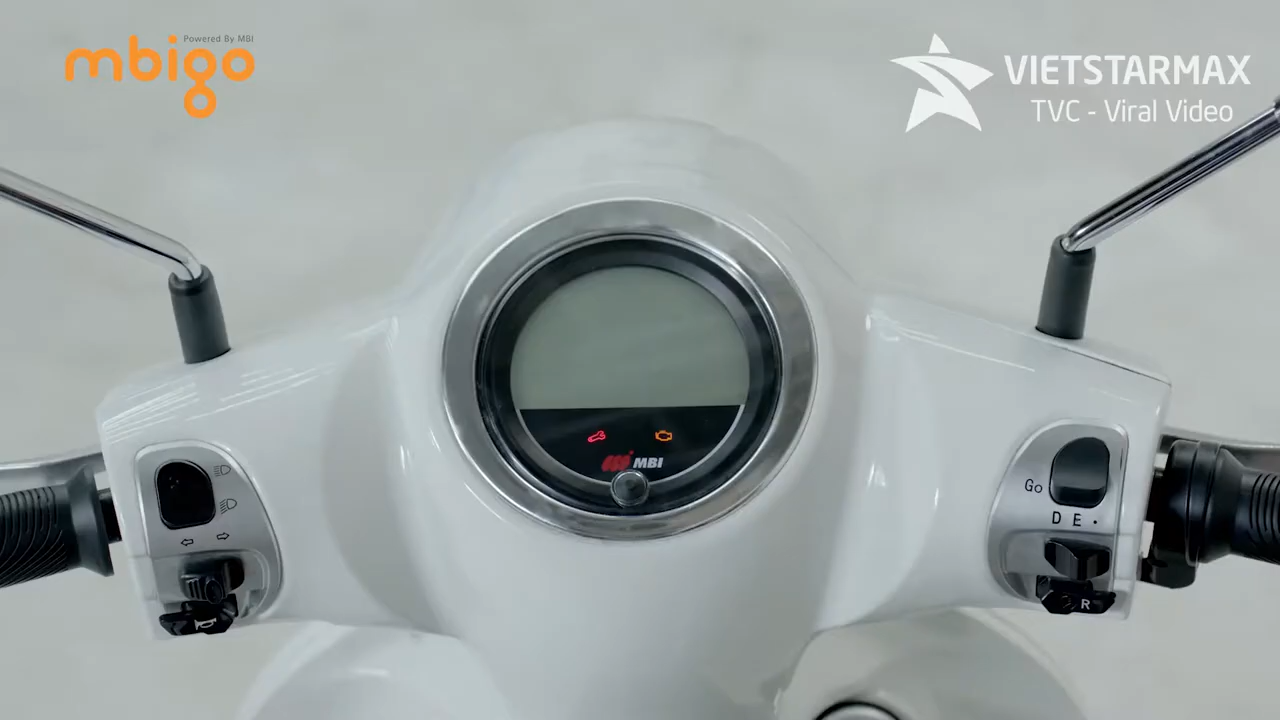 Powered By MBI
mbigo
VIETSTARMAX
TVC - Viral Video
MBI
Go
D E •
R